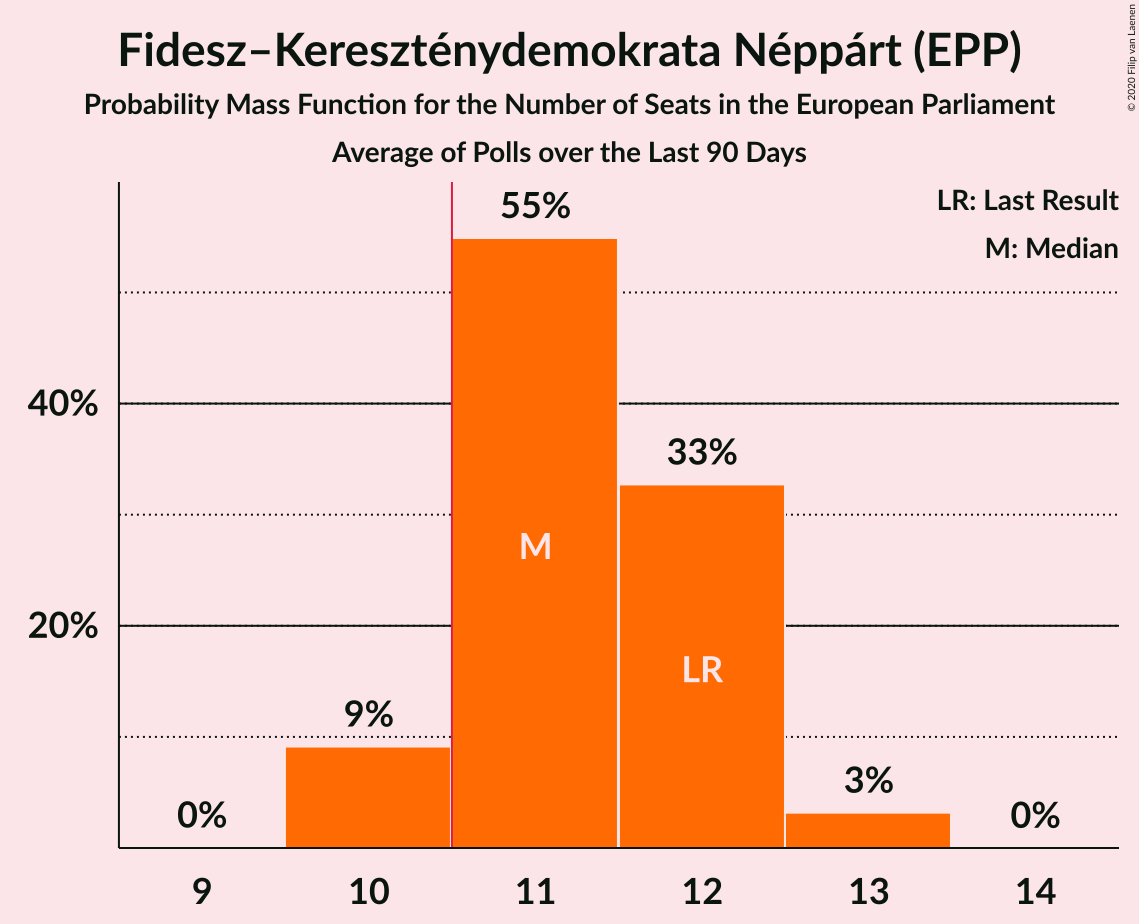 Fidesz–Kereszténydemokrata Néppárt (EPP)
Probability Mass Function for the Number of Seats in the European Parliament
Average of Polls over the Last 90 Days
© 2020 Filip van Laenen
LR: Last Result
M: Median
55%
40%
33%
M
20%
LR
9%
3%
0%
0%
9 10 11 12 13 14